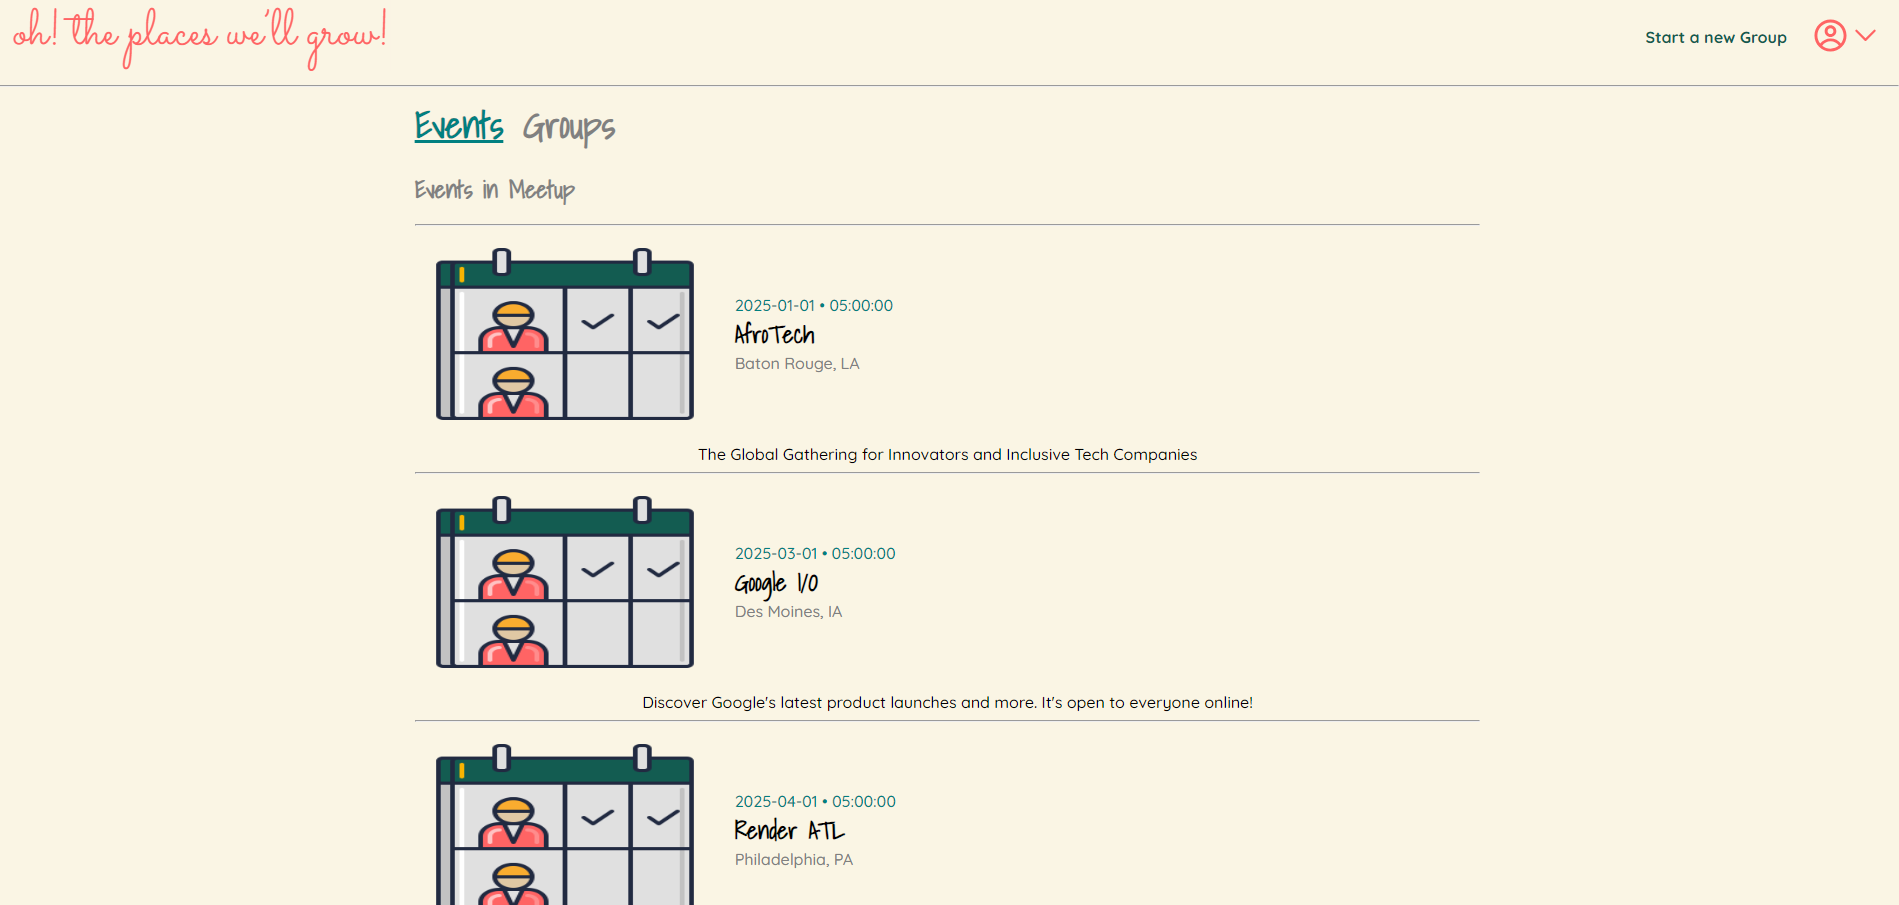 oh! the places we'll grow!
Start a new Group
Events Groups
Events in Meetup
2025-01-01 • 05:00:00
AfroTech
Baton Rouge, LA
The Global Gathering for Innovators and Inclusive Tech Companies
2025-03-01 • 05:00:00
Google I/O
Des Moines, IA
Discover Google's latest product launches and more. It's open to everyone online!
2025-04-01 • 05:00:00
Render ATL
Philadelphia, PA